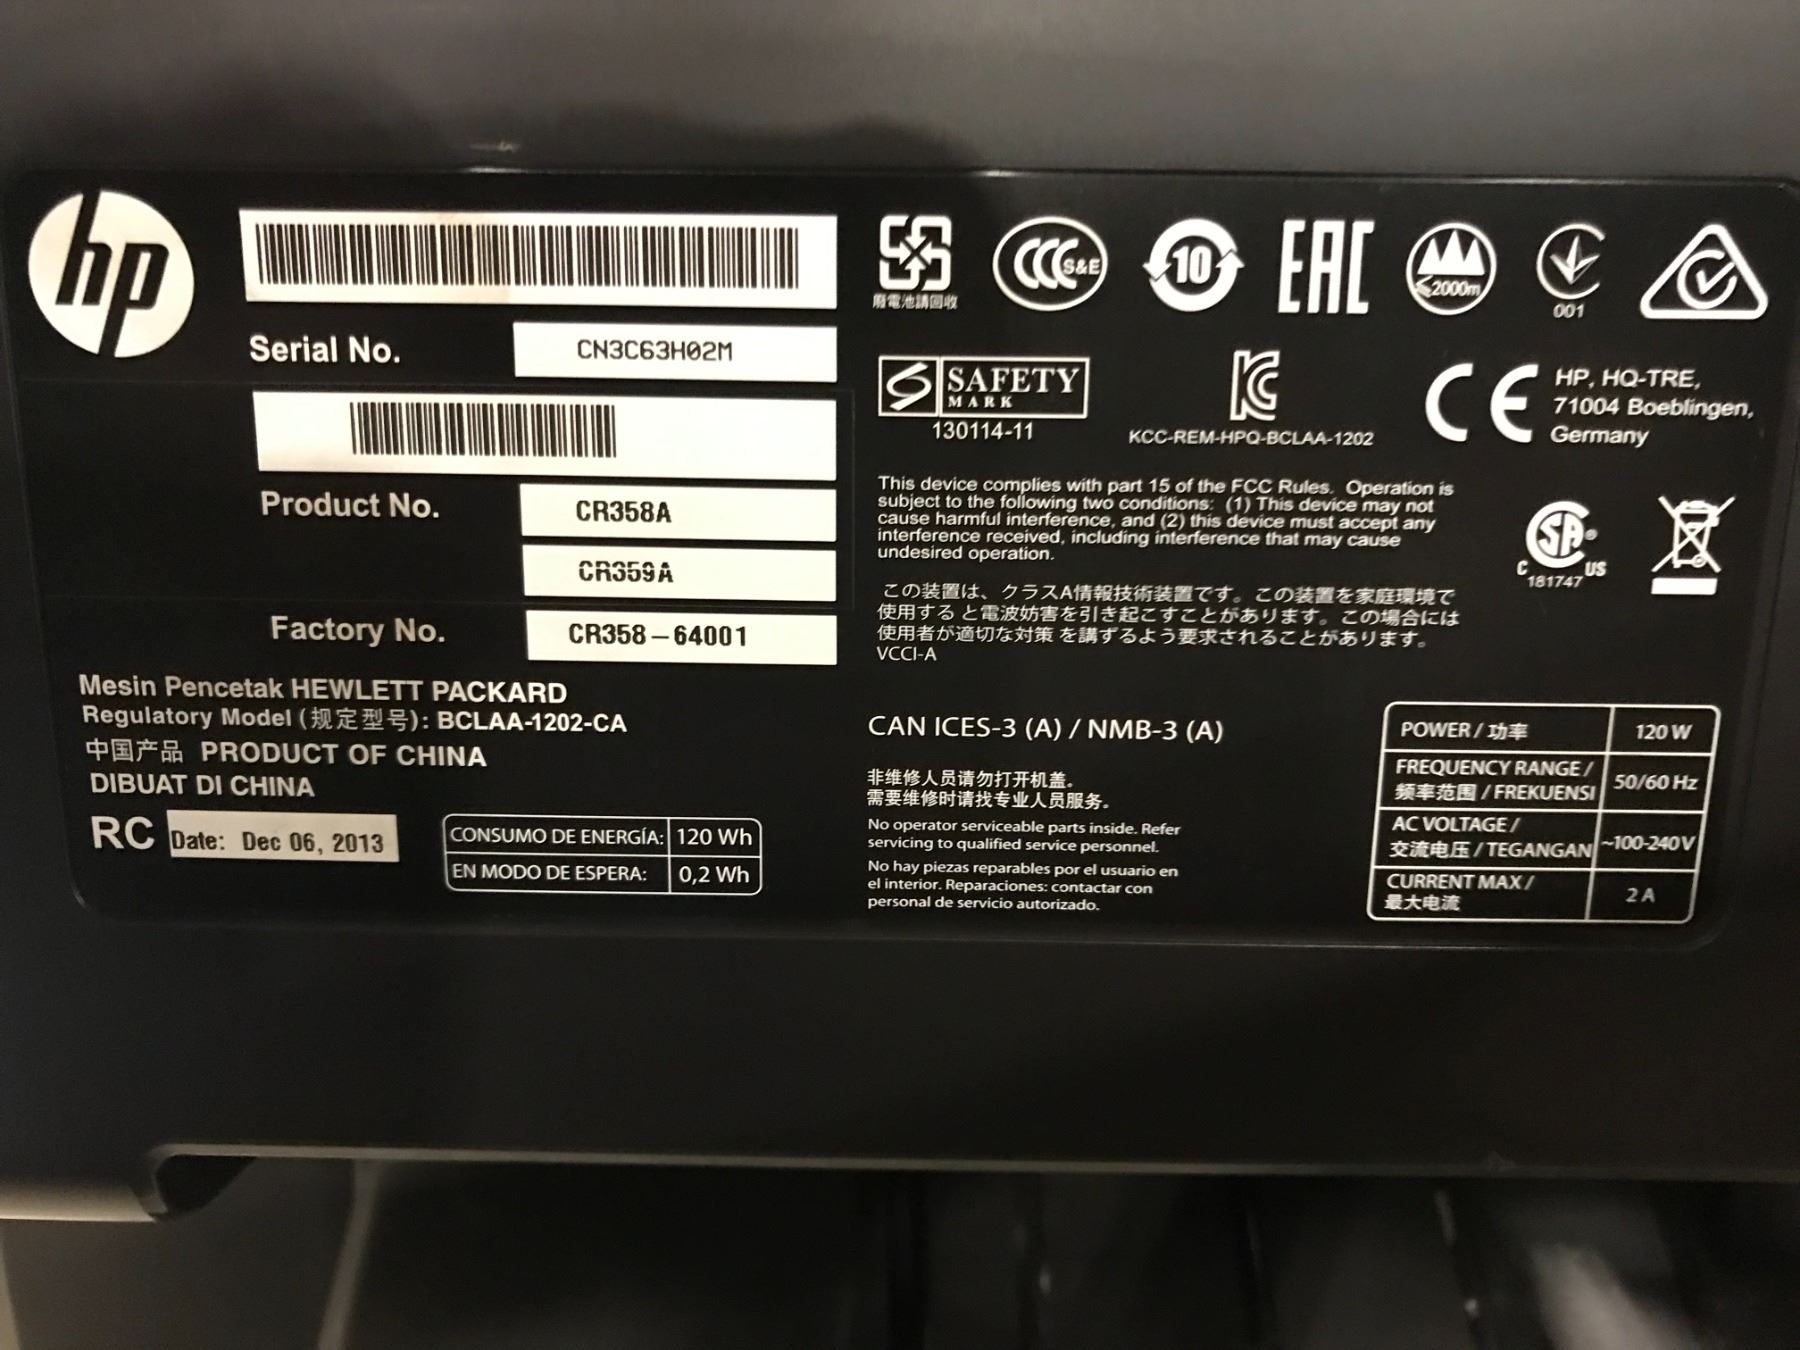 hp
Serial No. CN3C63H02M
Product No. CR358A
CR359A
Factory No. CR358-64001
Mesin Pencetak HEWLETT PACKARD
Regulatory Model (规定型号): BCLAA-1202-CA
中国产品 PRODUCT OF CHINA
DIBUAT DI CHINA
RC Date: Dec 06, 2013
CONSUMO DE ENERGÍA: 120 Wh
EN MODO DE ESPERA: 0,2 Wh
廢電池請回收
CCC S&E
10
EAC
≤2000m
001
SAFETY
MARK
130114-11
KC
KCC-REM-HPQ-BCLAA-1202
CE
HP, HQ-TRE,
71004 Boeblingen,
Germany
This device complies with part 15 of the FCC Rules. Operation is
subject to the following two conditions: (1) This device may not
cause harmful interference, and (2) this device must accept any
interference received, including interference that may cause
undesired operation.
この装置は、クラスA情報技術装置です。この装置を家庭環境で
使用する と電波妨害を引き起こすことがあります。この場合には
使用者が適切な対策 を講ずるよう要求されることがあります。
VCCI-A
C SA® US
181747
CAN ICES-3 (A) / NMB-3 (A)
非维修人员请勿打开机盖。
需要维修时请找专业人员服务。
No operator serviceable parts inside. Refer
servicing to qualified service personnel.
No hay piezas reparables por el usuario en
el interior. Reparaciones: contactar con
personal de servicio autorizado.
POWER / 功率 120 W
FREQUENCY RANGE /
频率范围 / FREKUENSI 50/60 Hz
AC VOLTAGE /
交流电压 / TEGANGAN ~100-240V
CURRENT MAX /
最大电流 2 A